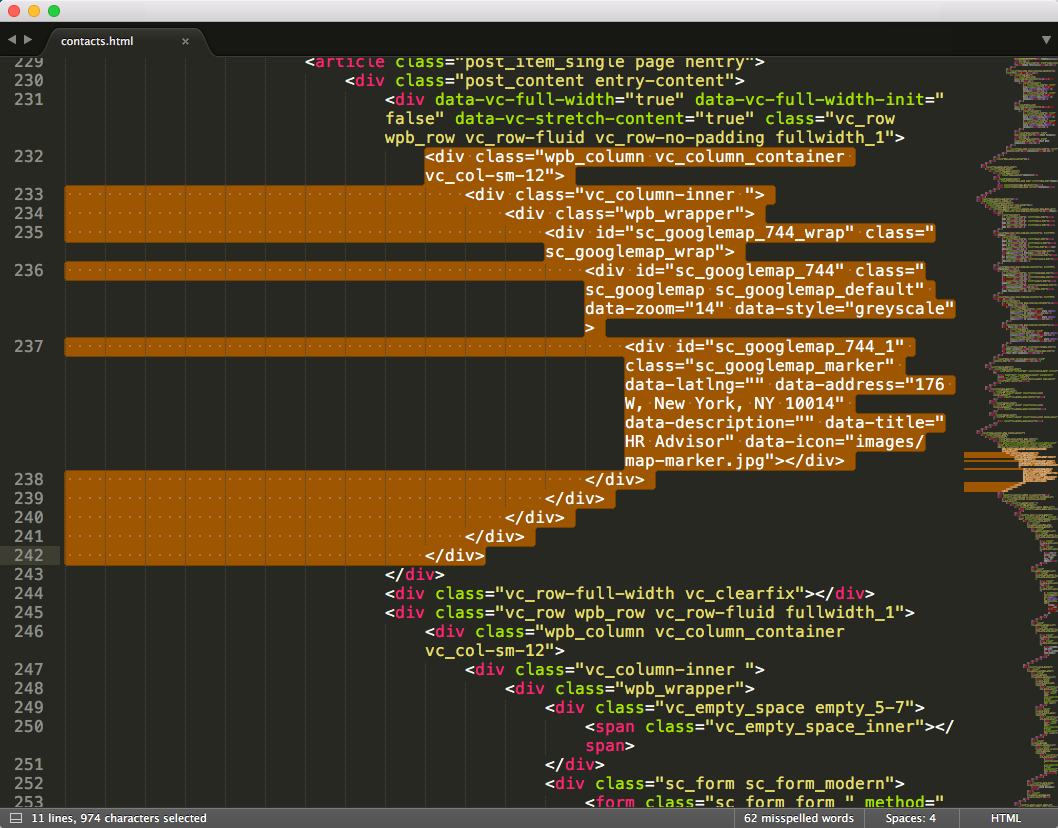 contacts.html ×
229 <article class="post_item_single page hentry">
230 <div class="post_content entry-content">
231 <div data-vc-full-width="true" data-vc-full-width-init="
false" data-vc-stretch-content="true" class="vc_row
wpb_row vc_row-fluid vc_row-no-padding fullwidth_1">
232 <div class="wpb_column vc_column_container
vc_col-sm-12">
233 <div class="vc_column-inner ">
234 <div class="wpb_wrapper">
235 <div id="sc_googlemap_744_wrap" class="
sc_googlemap_wrap">
236 <div id="sc_googlemap_744" class="
sc_googlemap sc_googlemap_default"
data-zoom="14" data-style="greyscale"
>
237 <div id="sc_googlemap_744_1"
class="sc_googlemap_marker"
data-latlng="" data-address="176
W, New York, NY 10014"
data-description="" data-title="
HR Advisor" data-icon="images/
map-marker.jpg"></div>
238 </div>
239 </div>
240 </div>
241 </div>
242 </div>
243 </div>
244 <div class="vc_row-full-width vc_clearfix"></div>
245 <div class="vc_row wpb_row vc_row-fluid fullwidth_1">
246 <div class="wpb_column vc_column_container
vc_col-sm-12">
247 <div class="vc_column-inner ">
248 <div class="wpb_wrapper">
249 <div class="vc_empty_space empty_5-7">
250 <span class="vc_empty_space_inner"></
span>
251 </div>
252 <div class="sc_form sc_form_modern">
253 <form class="sc_form_form " method="
11 lines, 974 characters selected
62 misspelled words
Spaces: 4
HTML